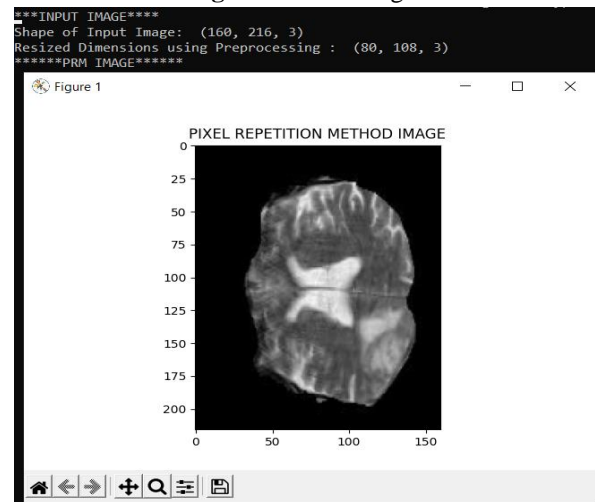 ***INPUT IMAGE****
Shape of Input Image:  (160, 216, 3)
Resized Dimensions using Preprocessing :  (80, 108, 3)
******PRM IMAGE******
Figure 1
PIXEL REPETITION METHOD IMAGE
0
25
50
75
100
125
150
175
200
0 50 100 150